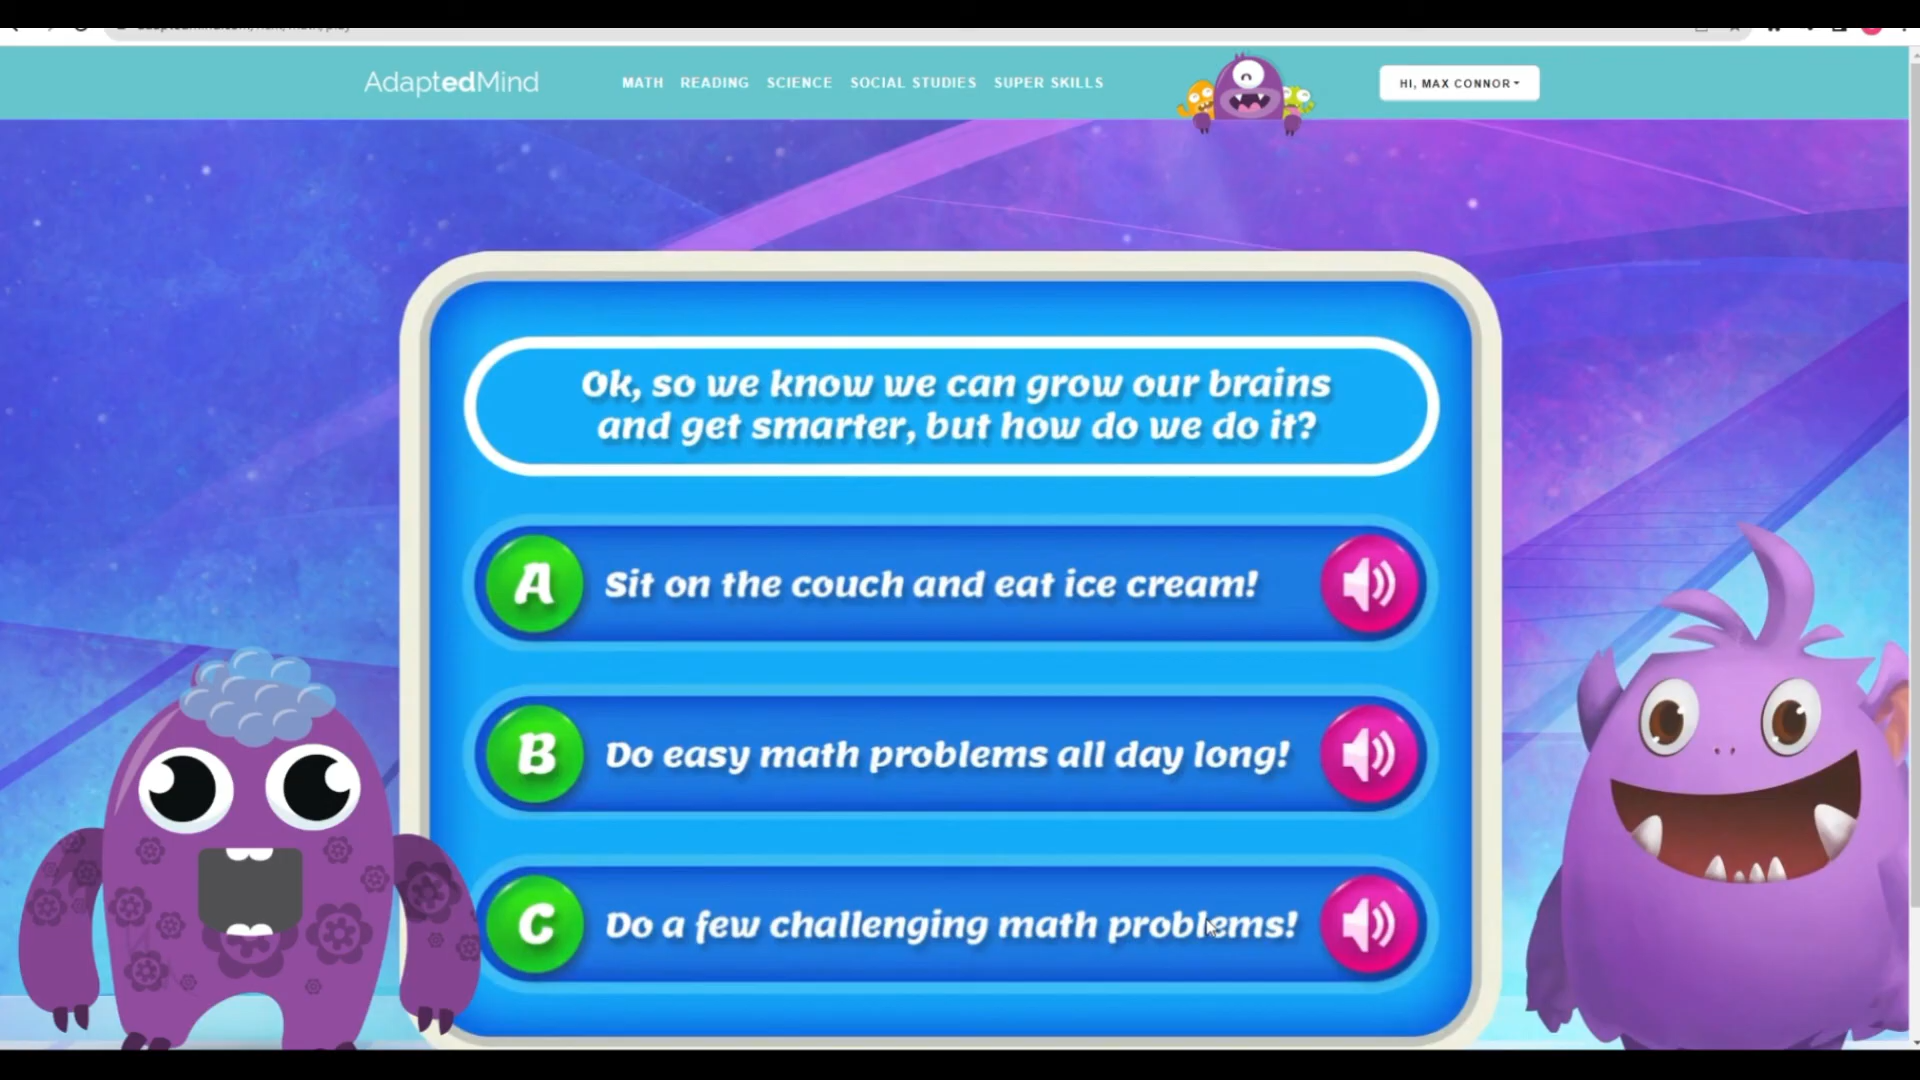 AdaptedMind
MATH READING SCIENCE SOCIAL STUDIES SUPER SKILLS
HI, MAX CONNOR
Ok, so we know we can grow our brains
and get smarter, but how do we do it?
A Sit on the couch and eat ice cream!
B Do easy math problems all day long!
C Do a few challenging math problems!